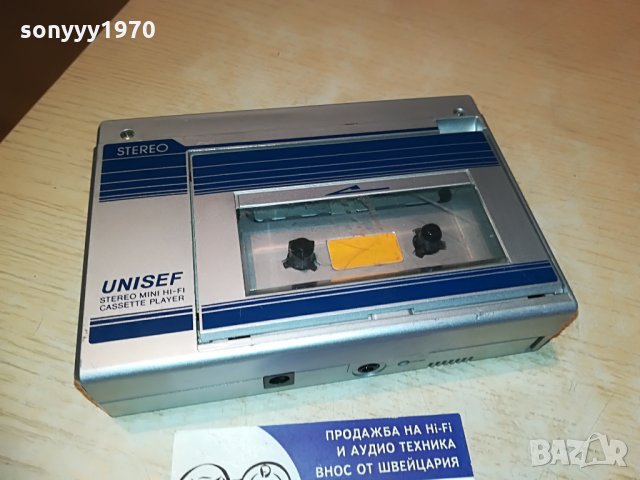 sonyyy1970
STEREO
UNISEF
STEREO MINI HI-FI
CASSETTE PLAYER
ПРОДАЖБА НА Hi-Fi
И АУДИО ТЕХНИКА
ВНОС ОТ ШВЕЙЦАРИЯ
BAZAR